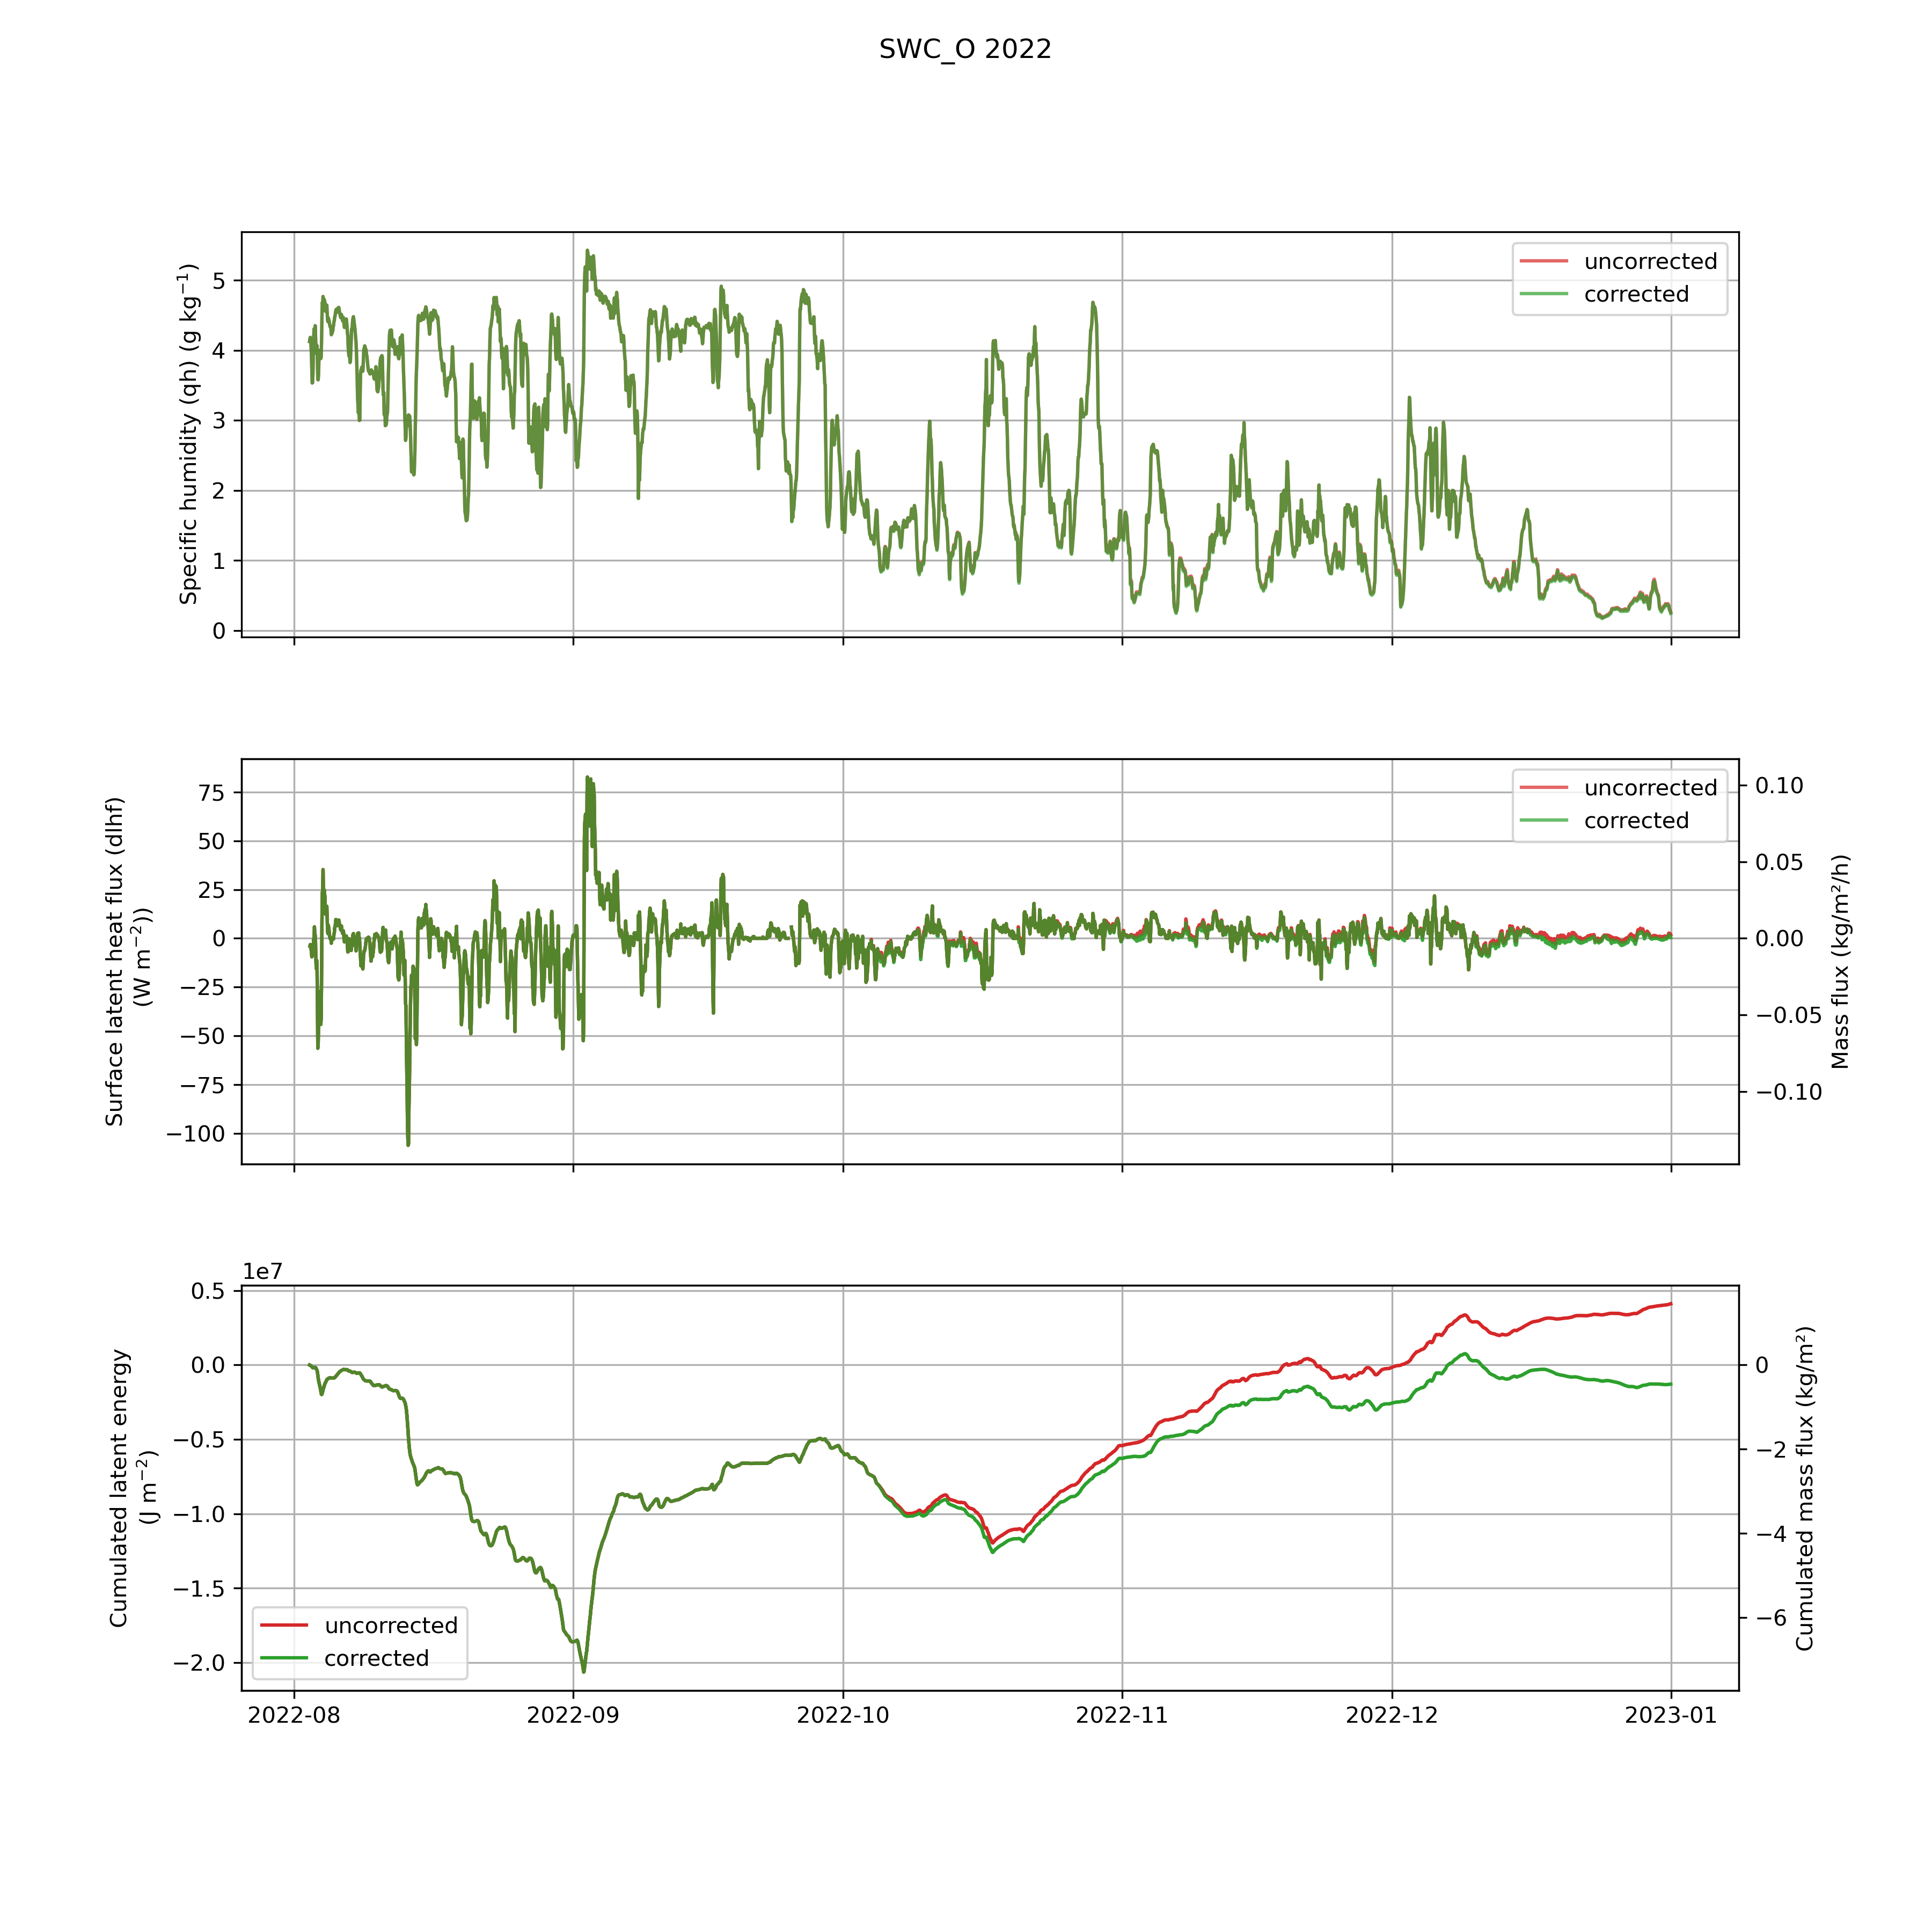 SWC_O 2022
Specific humidity (qh) (g kg⁻¹)
5
4
3
2
1
0
uncorrected
corrected
Surface latent heat flux (dlhf)
(W m⁻²))
75
50
25
0
−25
−50
−75
−100
uncorrected
corrected
0.10
0.05
0.00
−0.05
−0.10
Mass flux (kg/m²/h)
1e7
Cumulated latent energy
(J m⁻²)
0.5
0.0
−0.5
−1.0
−1.5
−2.0
uncorrected
corrected
0
−2
−4
−6
Cumulated mass flux (kg/m²)
2022-08 2022-09 2022-10 2022-11 2022-12 2023-01